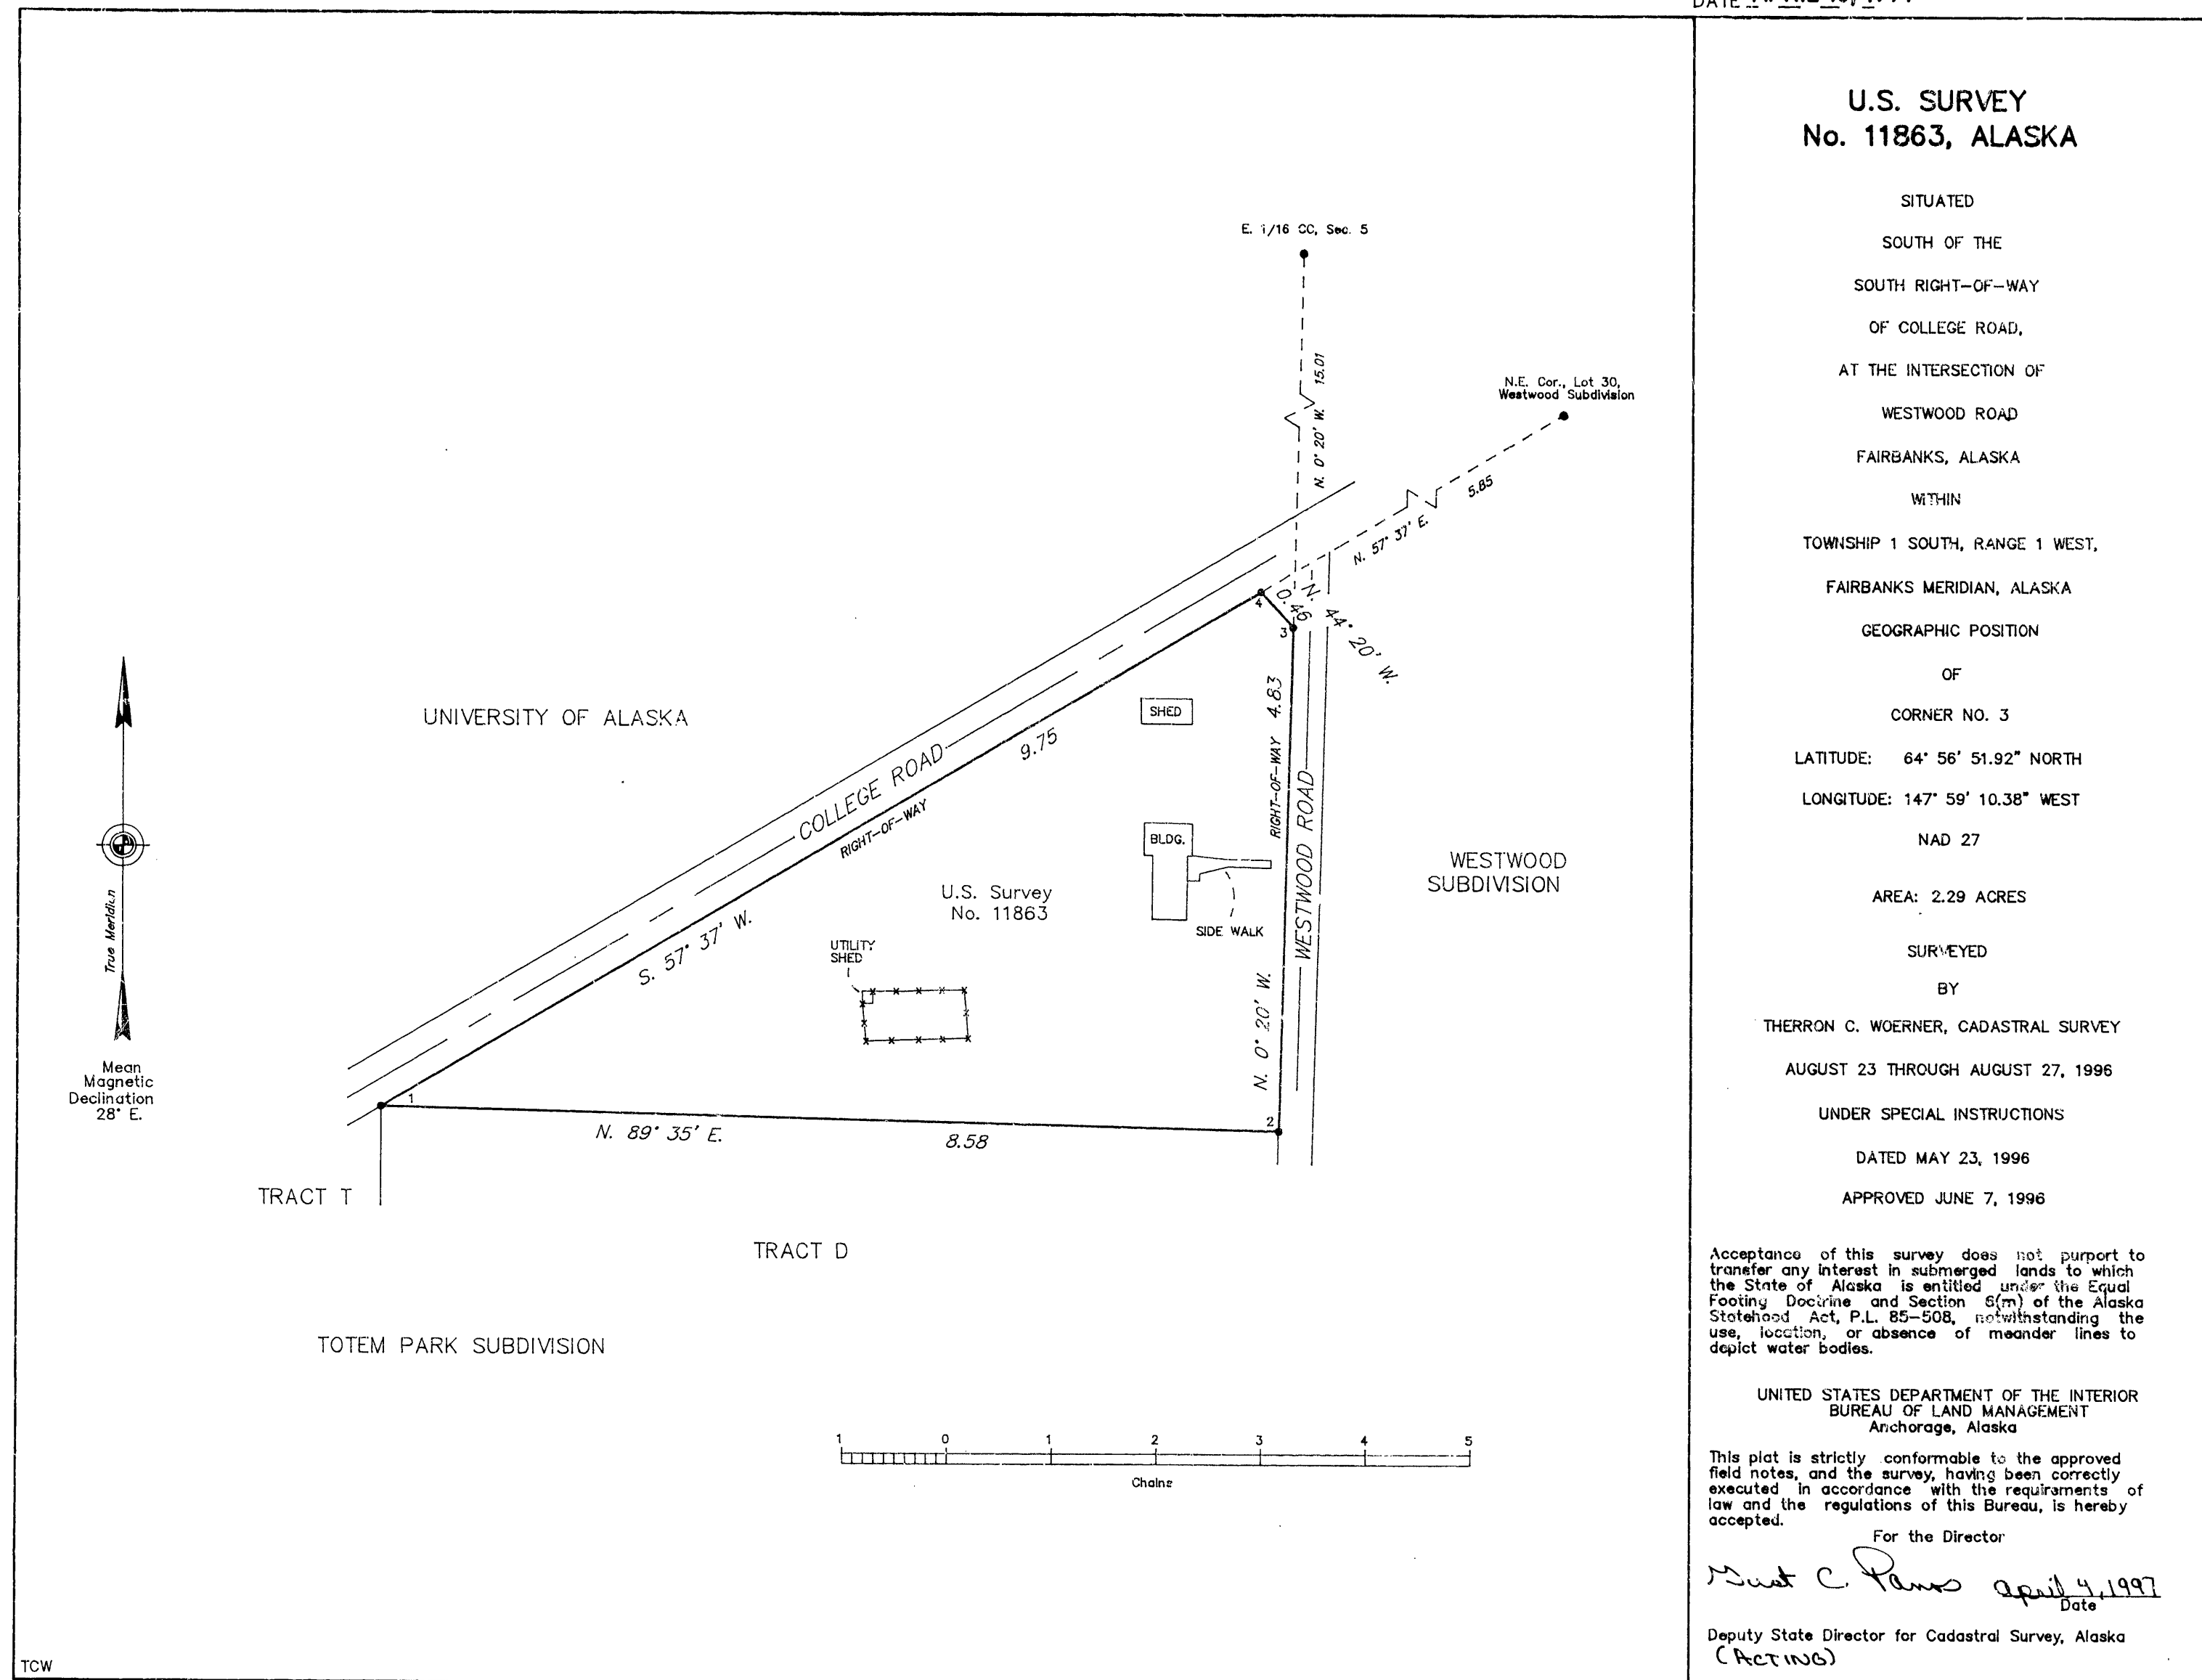 DATE
U.S. SURVEY
No. 11863, ALASKA
SITUATED
SOUTH OF THE
SOUTH RIGHT-OF-WAY
OF COLLEGE ROAD,
AT THE INTERSECTION OF
WESTWOOD ROAD
FAIRBANKS, ALASKA
WITHIN
TOWNSHIP 1 SOUTH, RANGE 1 WEST,
FAIRBANKS MERIDIAN, ALASKA
GEOGRAPHIC POSITION
OF
CORNER NO. 3
LATITUDE: 64° 56' 51.92" NORTH
LONGITUDE: 147° 59' 10.38" WEST
NAD 27
AREA: 2.29 ACRES
SURVEYED
BY
THERRON C. WOERNER, CADASTRAL SURVEY
AUGUST 23 THROUGH AUGUST 27, 1996
UNDER SPECIAL INSTRUCTIONS
DATED MAY 23, 1996
APPROVED JUNE 7, 1996
Acceptance of this survey does not purport to
transfer any interest in submerged lands to which
the State of Alaska is entitled under the Equal
Footing Doctrine and Section 6(m) of the Alaska
Statehood Act, P.L. 85-508, notwithstanding the
use, location, or absence of meander lines to
depict water bodies.
UNITED STATES DEPARTMENT OF THE INTERIOR
BUREAU OF LAND MANAGEMENT
Anchorage, Alaska
This plat is strictly conformable to the approved
field notes, and the survey, having been correctly
executed in accordance with the requirements of
law and the regulations of this Bureau, is hereby
accepted.
For the Director
C. april 4, 1997
Date
Deputy State Director for Cadastral Survey, Alaska
(ACTING)
E. 1/16 CC, Sec. 5
N. 0° 20' W. 15.01
N.E. Cor., Lot 30,
Westwood Subdivision
N. 57° 37' E. 5.85
4
0.46
N. 44° 20' W.
3
UNIVERSITY OF ALASKA
COLLEGE ROAD
RIGHT-OF-WAY
9.75
S. 57° 37' W.
SHED
RIGHT-OF-WAY 4.83
WESTWOOD ROAD
N. 0° 20' W.
BLDG.
SIDE WALK
WESTWOOD
SUBDIVISION
U.S. Survey
No. 11863
UTILITY
SHED
True Meridian
Mean
Magnetic
Declination
28° E.
1
2
N. 89° 35' E. 8.58
TRACT T
TRACT D
TOTEM PARK SUBDIVISION
1 0 1 2 3 4 5
Chains
TCW